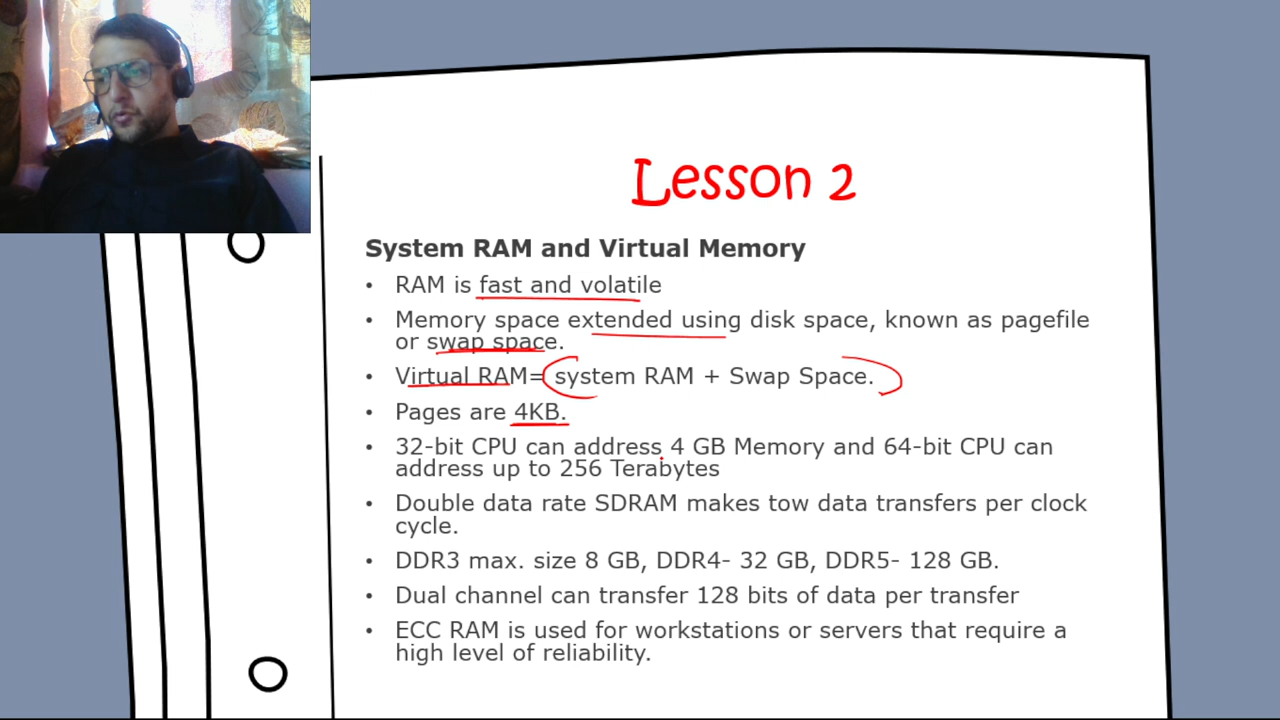 Lesson 2
System RAM and Virtual Memory
• RAM is fast and volatile
• Memory space extended using disk space, known as pagefile
or swap space.
• Virtual RAM= system RAM + Swap Space.
• Pages are 4KB.
• 32-bit CPU can address 4 GB Memory and 64-bit CPU can
address up to 256 Terabytes
• Double data rate SDRAM makes tow data transfers per clock
cycle.
• DDR3 max. size 8 GB, DDR4- 32 GB, DDR5- 128 GB.
• Dual channel can transfer 128 bits of data per transfer
• ECC RAM is used for workstations or servers that require a
high level of reliability.